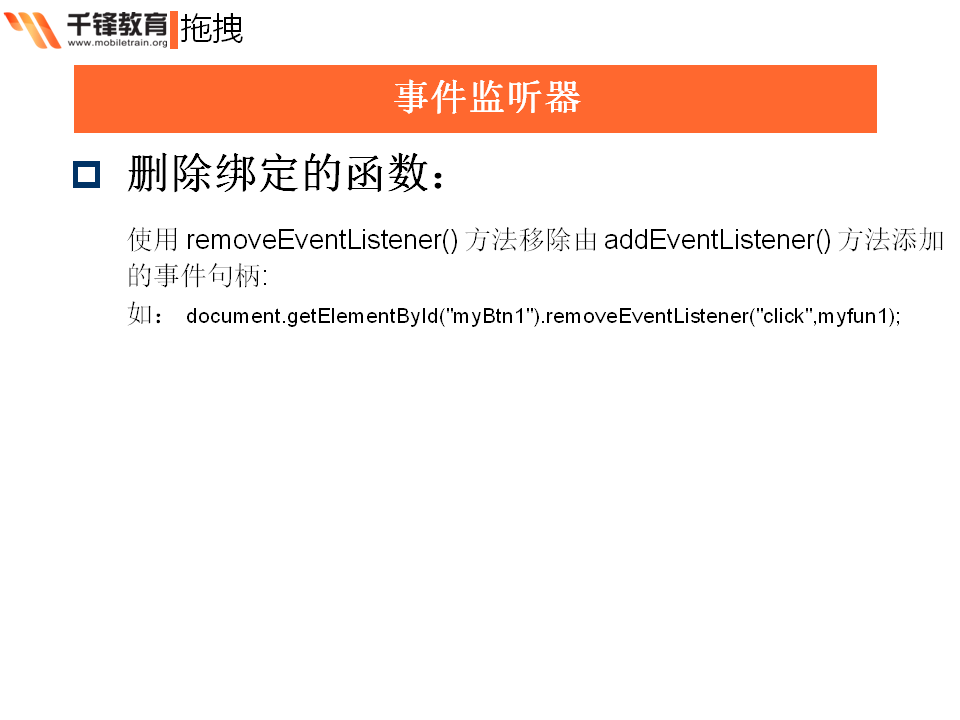 千锋教育 拖拽
www.mobiletrain.org
事件监听器
删除绑定的函数：
使用 removeEventListener() 方法移除由 addEventListener() 方法添加
的事件句柄:
如： document.getElementById("myBtn1").removeEventListener("click",myfun1);